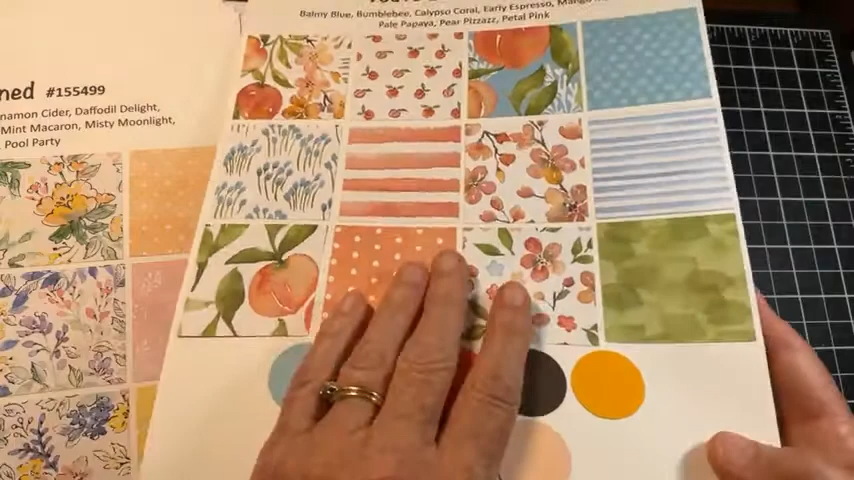 Balmy Blue, Bumblebee, Calypso Coral, Early Espresso, Mango
Pale Papaya, Pear Pizzazz, Petal Pink
ned #155499
namon Cider, Daffodil Delight,
Mint Macaron, Misty Moonlight,
Pool Party